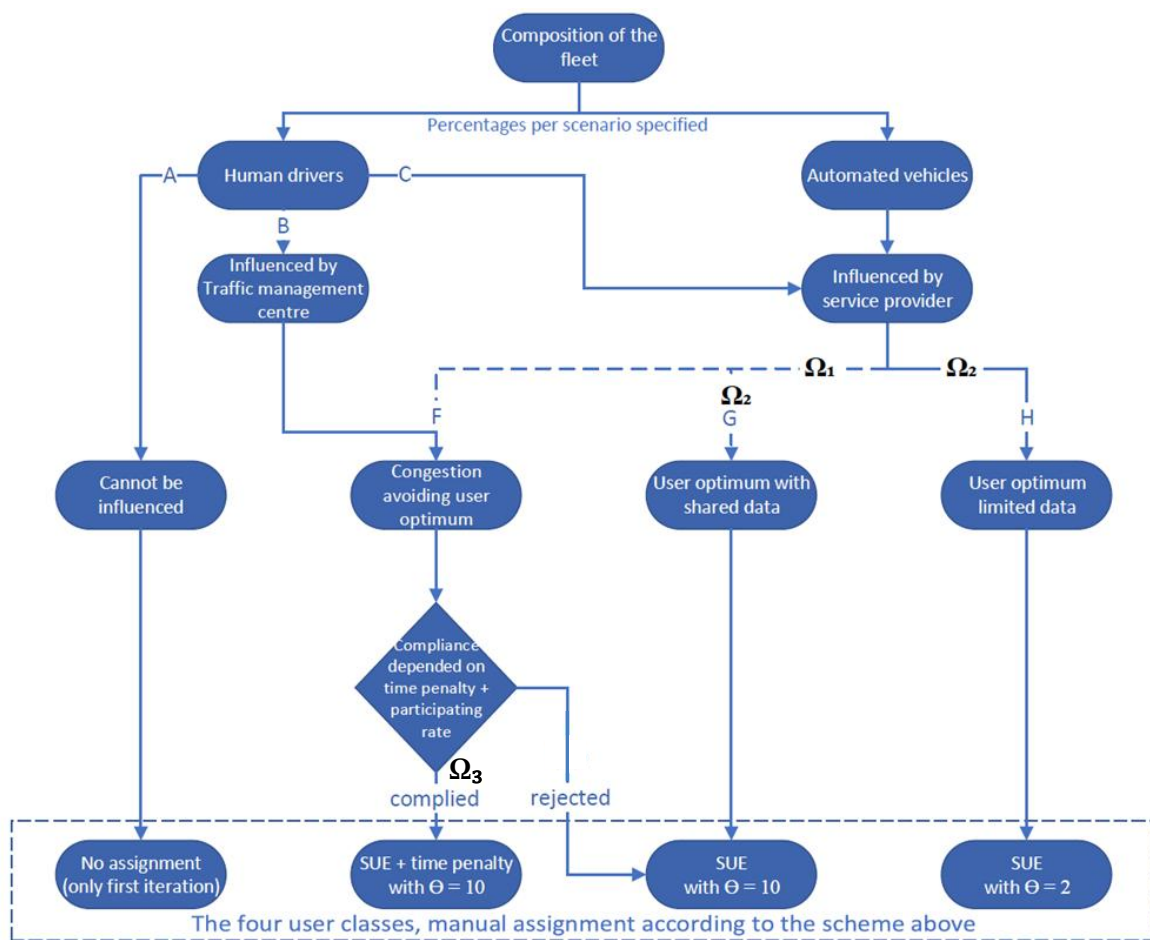 Composition of the
fleet
Percentages per scenario specified
A
Human drivers
C
Automated vehicles
B
Influenced by
Traffic management
centre
Influenced by
service provider
Ω₁
Ω₂
Ω₂
F
G
H
Cannot be
influenced
Congestion
avoiding user
optimum
User optimum with
shared data
User optimum
limited data
Compliance
depended on
time penalty +
participating
rate
Ω₃
complied
rejected
No assignment
(only first iteration)
SUE + time penalty
with ϴ = 10
SUE
with ϴ = 10
SUE
with ϴ = 2
The four user classes, manual assignment according to the scheme above